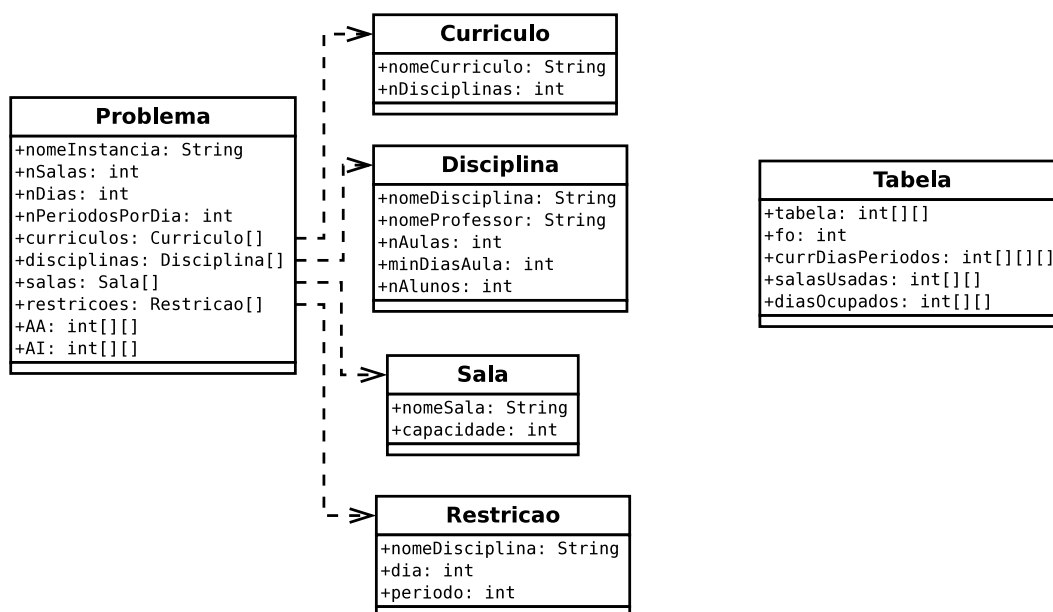 Problema
+nomeInstancia: String
+nSalas: int
+nDias: int
+nPeriodosPorDia: int
+curriculos: Curriculo[]
+disciplinas: Disciplina[]
+salas: Sala[]
+restricoes: Restricao[]
+AA: int[][]
+AI: int[][]
Curriculo
+nomeCurriculo: String
+nDisciplinas: int
Disciplina
+nomeDisciplina: String
+nomeProfessor: String
+nAulas: int
+minDiasAula: int
+nAlunos: int
Sala
+nomeSala: String
+capacidade: int
Restricao
+nomeDisciplina: String
+dia: int
+periodo: int
Tabela
+tabela: int[][]
+fo: int
+currDiasPeriodos: int[][][]
+salasUsadas: int[][]
+diasOcupados: int[][]